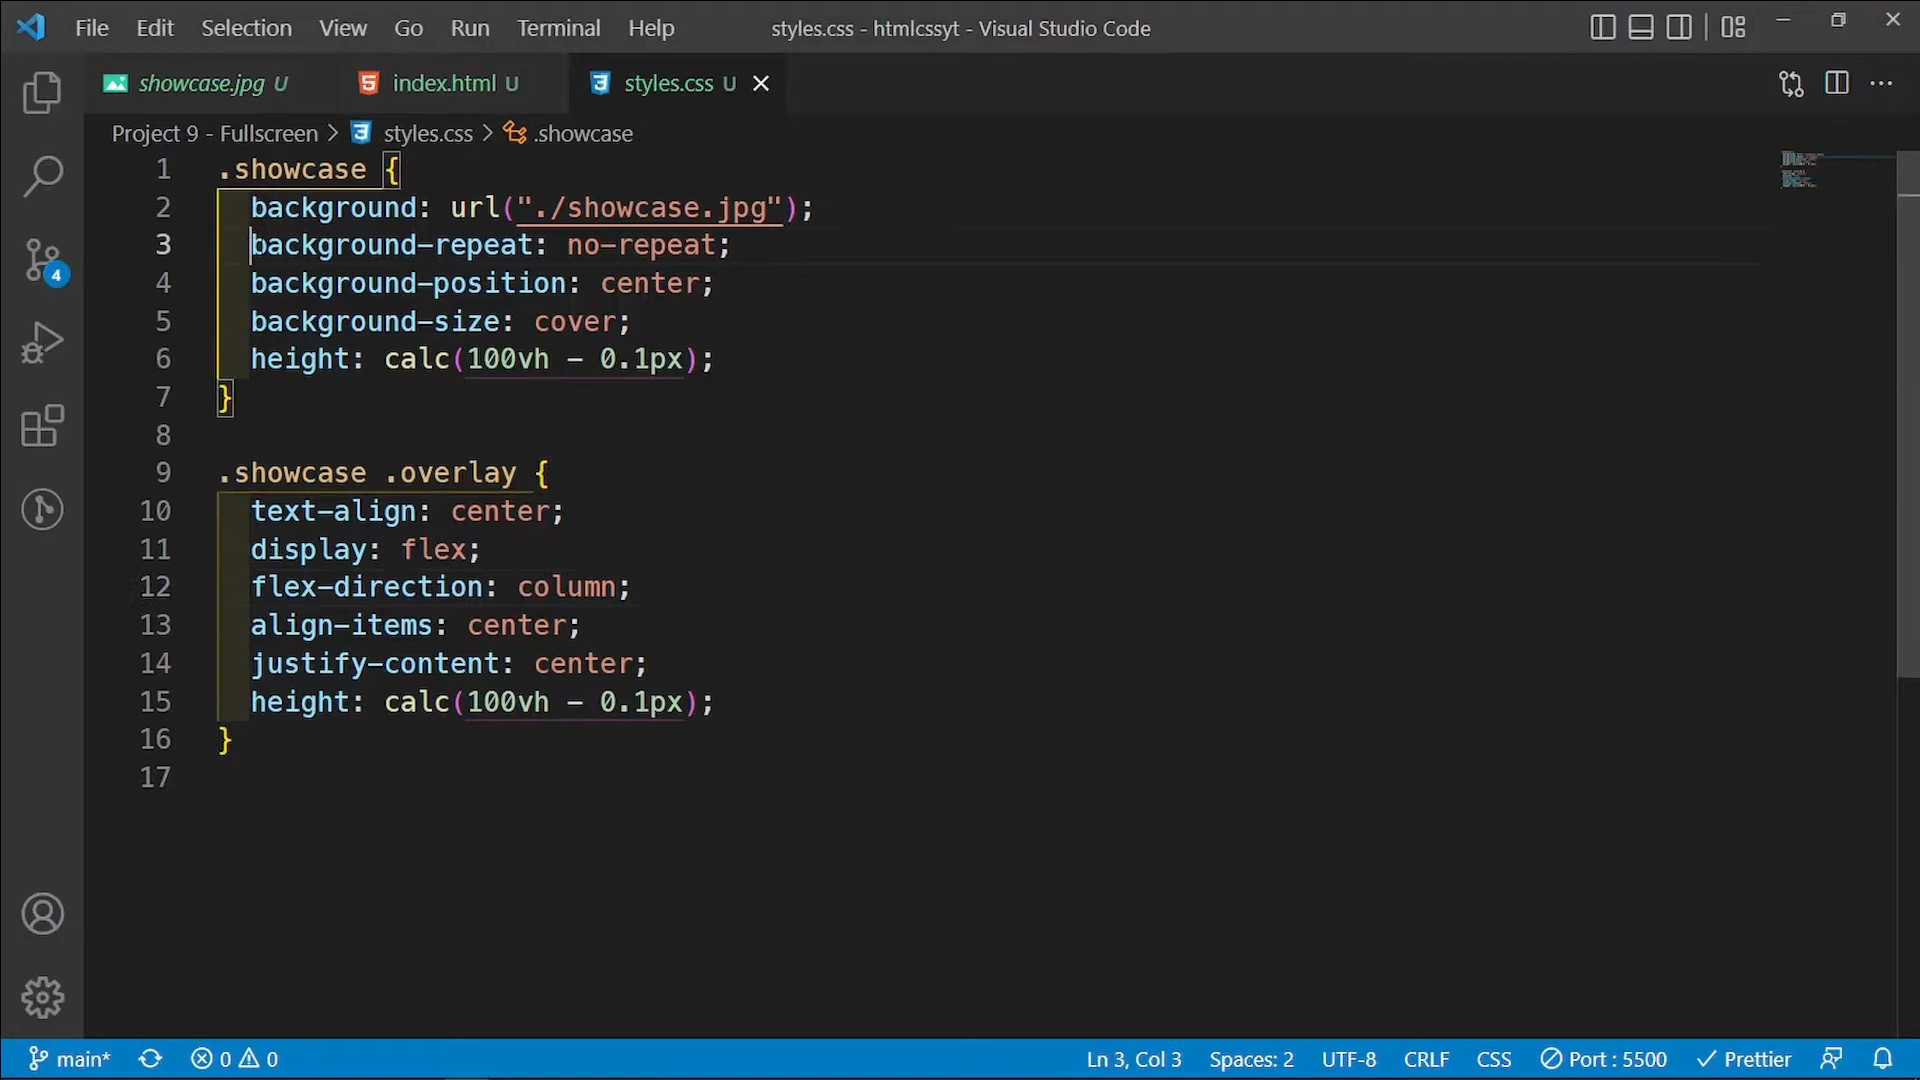 File Edit Selection View Go Run Terminal Help styles.css - htmlcssyt - Visual Studio Code
showcase.jpg U index.html U styles.css U
Project 9 - Fullscreen > styles.css > .showcase
1 .showcase {
2 background: url("./showcase.jpg");
3 background-repeat: no-repeat;
4 background-position: center;
5 background-size: cover;
6 height: calc(100vh - 0.1px);
7 }
8
9 .showcase .overlay {
10 text-align: center;
11 display: flex;
12 flex-direction: column;
13 align-items: center;
14 justify-content: center;
15 height: calc(100vh - 0.1px);
16 }
17
4
main* 0 0 Ln 3, Col 3 Spaces: 2 UTF-8 CRLF CSS Port : 5500 Prettier